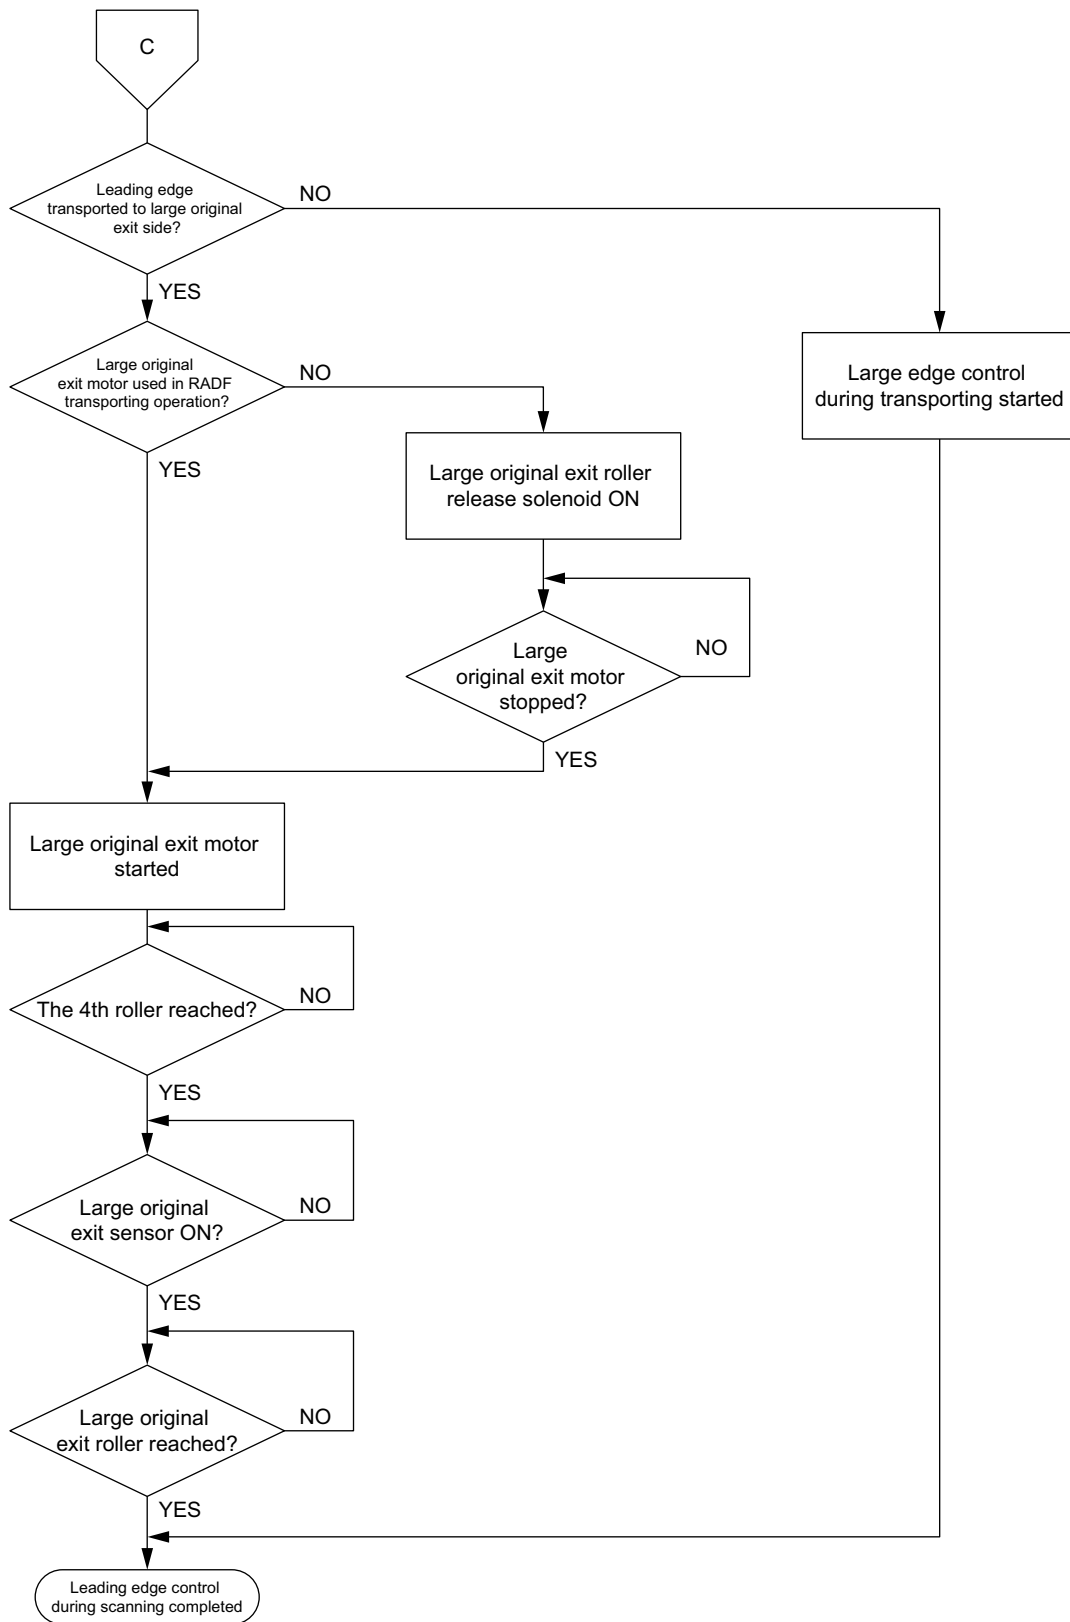 C
Leading edge
transported to large original
exit side?
NO
YES
Large original
exit motor used in RADF
transporting operation?
NO
YES
Large edge control
during transporting started
Large original exit roller
release solenoid ON
Large
original exit motor
stopped?
NO
YES
Large original exit motor
started
The 4th roller reached?
NO
YES
Large original
exit sensor ON?
NO
YES
Large original
exit roller reached?
NO
YES
Leading edge control
during scanning completed